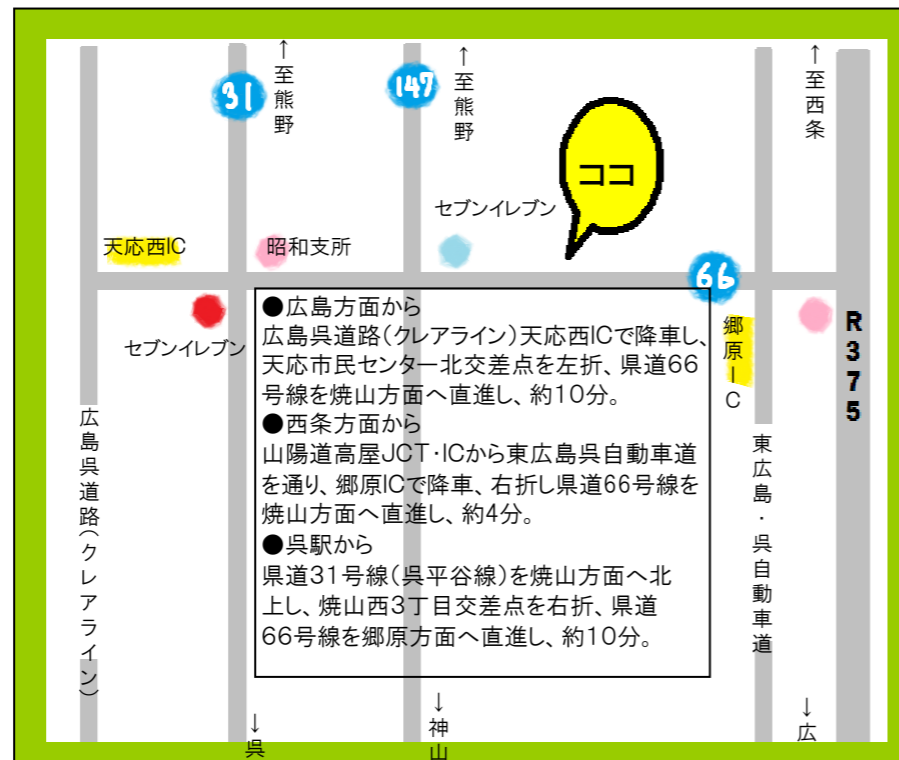 ↑至熊野
↑至熊野
↑至西条
31
147
ココ
セブンイレブン
天応西IC
昭和支所
66
セブンイレブン
郷原IC
R375
●広島方面から
広島呉道路(クレアライン)天応西ICで降車し、
天応市民センター北交差点を左折、県道66
号線を焼山方面へ直進し、約10分。
●西条方面から
山陽道高屋JCT・ICから東広島呉自動車道
を通り、郷原ICで降車、右折し県道66号線を
焼山方面へ直進し、約4分。
●呉駅から
県道31号線(呉平谷線)を焼山方面へ北
上し、焼山西3丁目交差点を右折、県道
66号線を郷原方面へ直進し、約10分。
広島呉道路(クレアライン)
東広島・呉自動車道
↓呉
↓神山
↓広